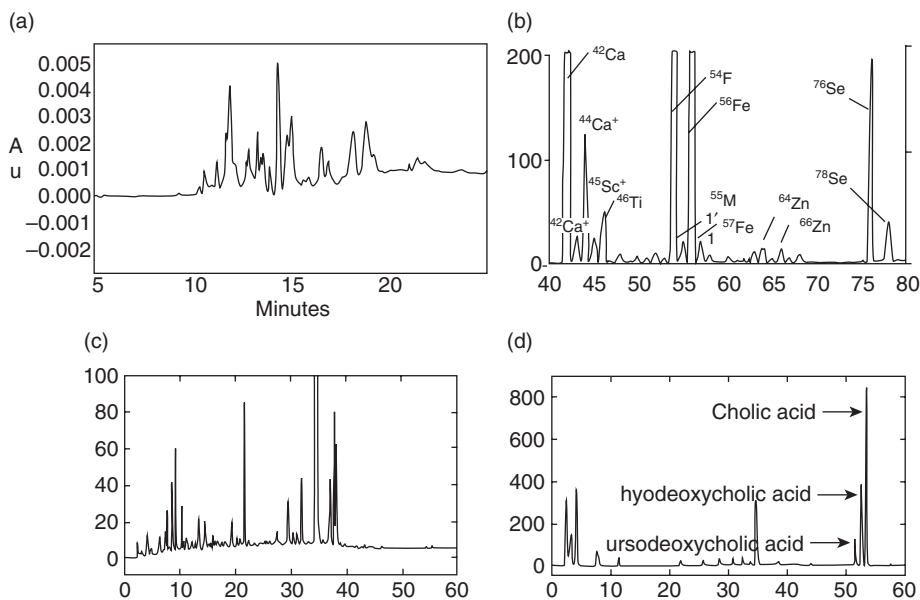 (a)
0.005
0.004
0.003
0.002
0.001
0.000
−0.001
−0.002
A
u
5 10 15 20
Minutes
(b)
200
100
0
⁴²Ca
⁴⁴Ca⁺
⁴⁵Sc⁺
⁴⁶Ti
⁴²Ca⁺
⁵⁴F
⁵⁶Fe
⁵⁵M
1′
⁵⁷Fe
1
⁶⁴Zn
⁶⁶Zn
⁷⁶Se
⁷⁸Se
40 45 50 55 60 65 70 75 80
(c)
100
80
60
40
20
0
0 10 20 30 40 50 60
(d)
800
600
400
200
0
Cholic acid
hyodeoxycholic acid
ursodeoxycholic acid
0 10 20 30 40 50 60